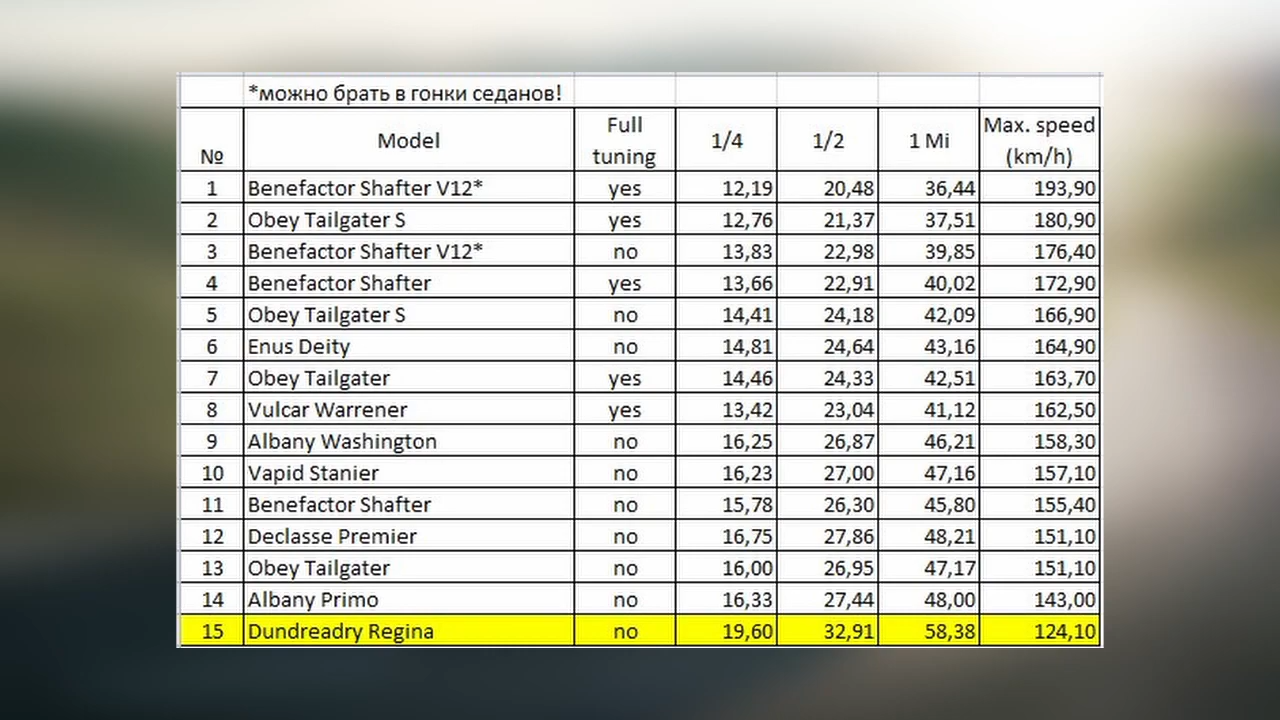 *можно брать в гонки седанов!
№ Model Full tuning 1/4 1/2 1 Mi Max. speed (km/h)
1 Benefactor Shafter V12* yes 12,19 20,48 36,44 193,90
2 Obey Tailgater S yes 12,76 21,37 37,51 180,90
3 Benefactor Shafter V12* no 13,83 22,98 39,85 176,40
4 Benefactor Shafter yes 13,66 22,91 40,02 172,90
5 Obey Tailgater S no 14,41 24,18 42,09 166,90
6 Enus Deity no 14,81 24,64 43,16 164,90
7 Obey Tailgater yes 14,46 24,33 42,51 163,70
8 Vulcar Warrener yes 13,42 23,04 41,12 162,50
9 Albany Washington no 16,25 26,87 46,21 158,30
10 Vapid Stanier no 16,23 27,00 47,16 157,10
11 Benefactor Shafter no 15,78 26,30 45,80 155,40
12 Declasse Premier no 16,75 27,86 48,21 151,10
13 Obey Tailgater no 16,00 26,95 47,17 151,10
14 Albany Primo no 16,33 27,44 48,00 143,00
15 Dundreadry Regina no 19,60 32,91 58,38 124,10